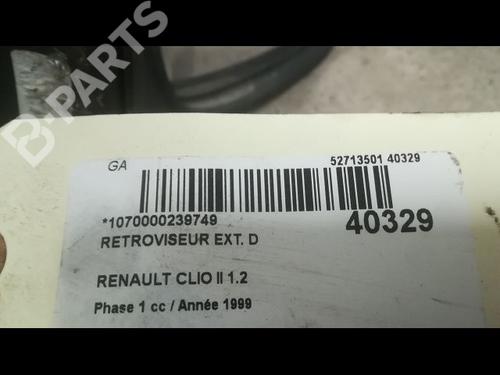 B-PARTS
GA
52713501 40329
*1070000239749
40329
RETROVISEUR EXT. D
RENAULT CLIO II 1.2
Phase 1 cc / Année 1999